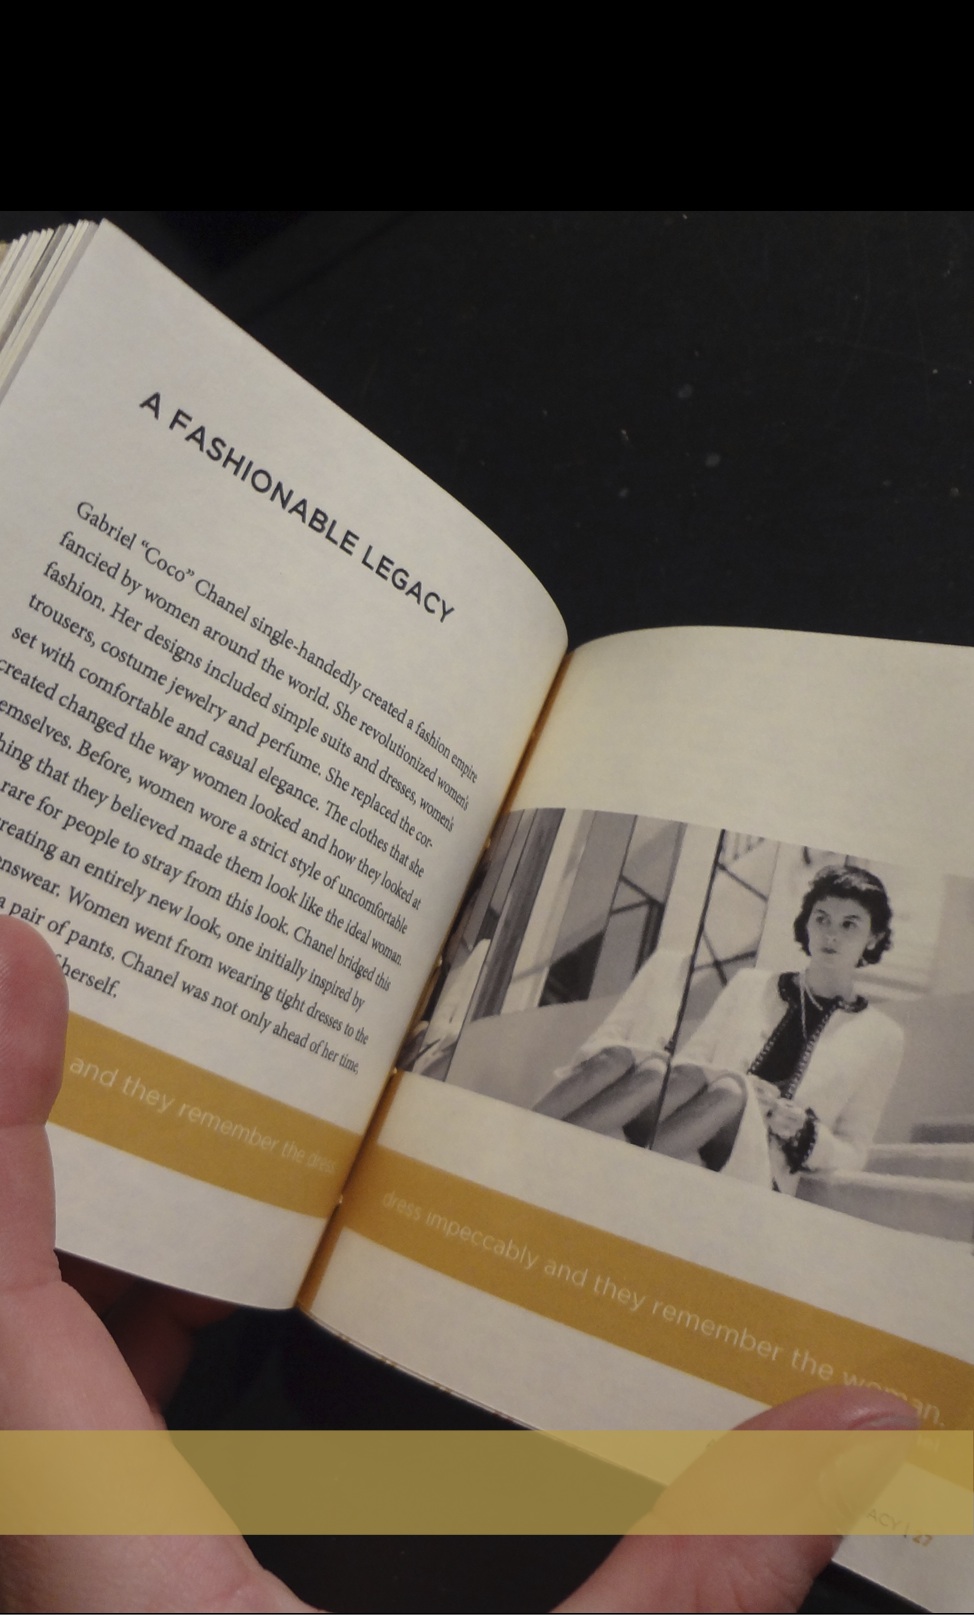 A FASHIONABLE LEGACY
Gabriel “Coco” Chanel single-handedly created a fashion empire
fancied by women around the world. She revolutionized women’s
fashion. Her designs included simple suits and dresses, women’s
trousers, costume jewelry and perfume. She replaced the cor-
set with comfortable and casual elegance. The clothes that she
created changed the way women looked and how they looked at
emselves. Before, women wore a strict style of uncomfortable
hing that they believed made them look like the ideal woman.
rare for people to stray from this look. Chanel bridged this
reating an entirely new look, one initially inspired by
enswear. Women went from wearing tight dresses to the
a pair of pants. Chanel was not only ahead of her time,
herself.
and they remember the dress
dress impeccably and they remember the woman.
ACY | 27